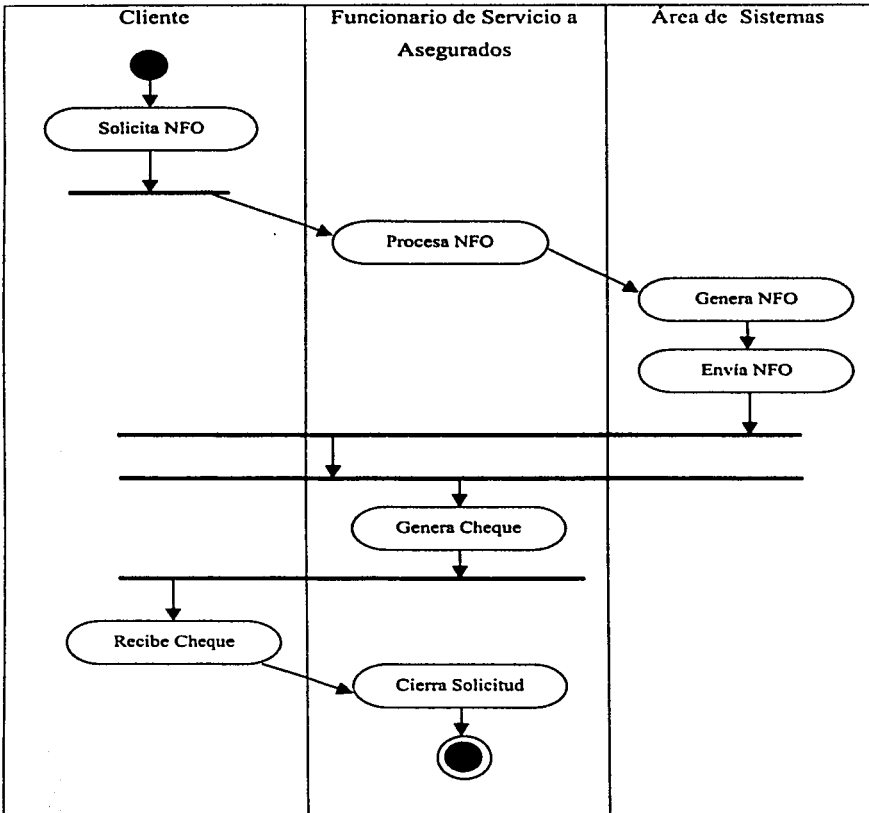 Cliente
Funcionario de Servicio a
Asegurados
Área de Sistemas
Solicita NFO
Procesa NFO
Genera NFO
Envía NFO
Genera Cheque
Recibe Cheque
Cierra Solicitud